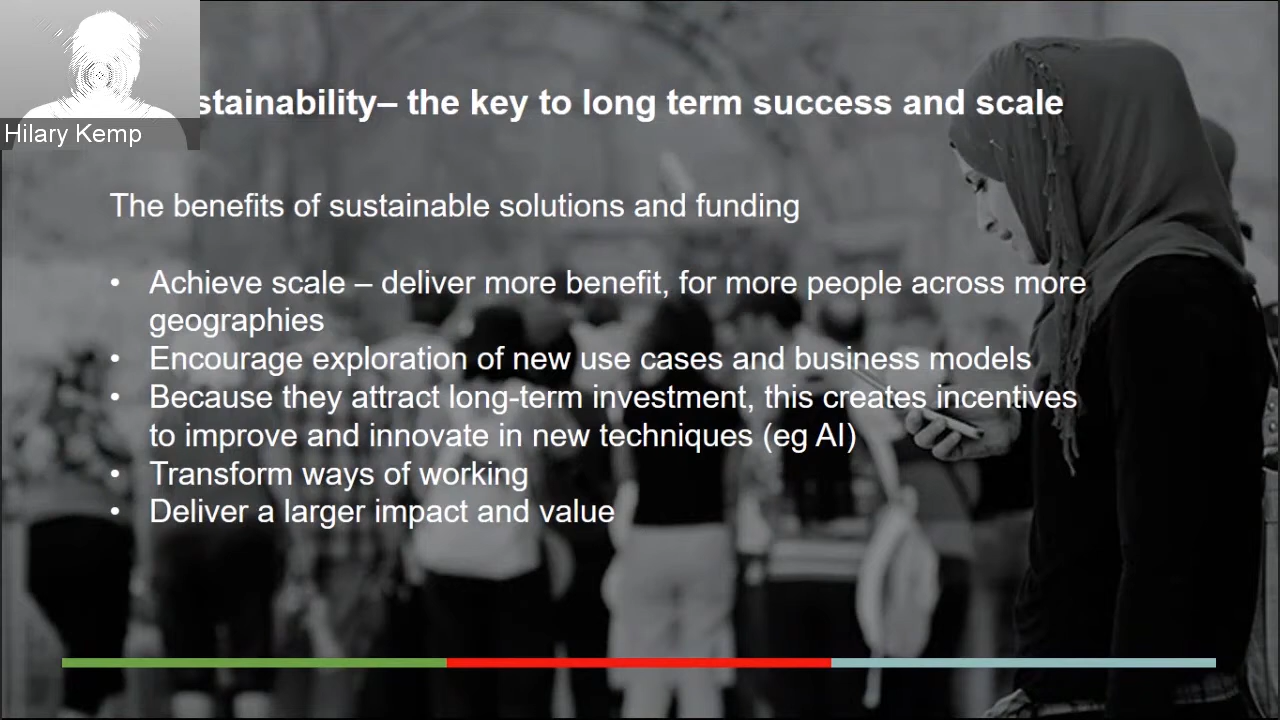 stainability– the key to long term success and scale
Hilary Kemp
The benefits of sustainable solutions and funding
• Achieve scale – deliver more benefit, for more people across more
geographies
• Encourage exploration of new use cases and business models
• Because they attract long-term investment, this creates incentives
to improve and innovate in new techniques (eg AI)
• Transform ways of working
• Deliver a larger impact and value